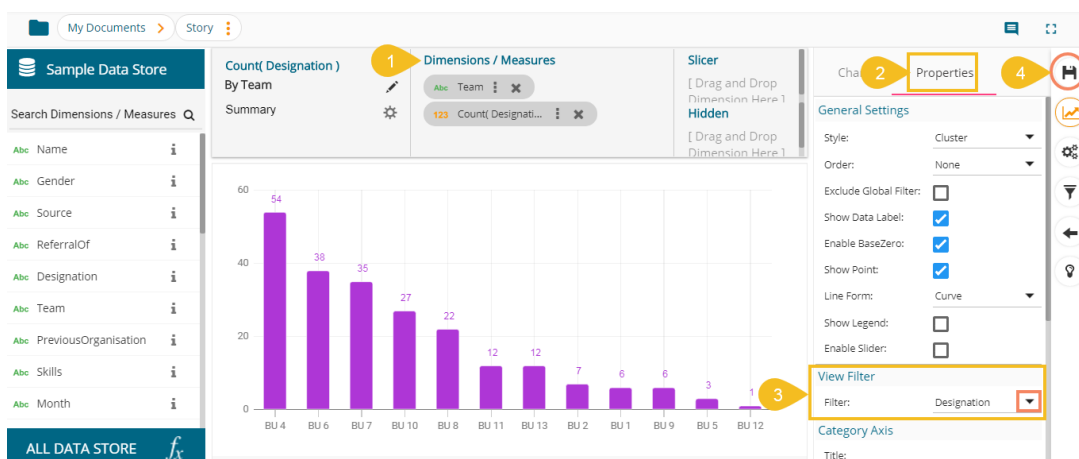 My Documents > Story
Sample Data Store
Search Dimensions / Measures
Abc Name i
Abc Gender i
Abc Source i
Abc ReferralOf i
Abc Designation i
Abc Team i
Abc PreviousOrganisation i
Abc Skills i
Abc Month i
ALL DATA STORE fx
Count( Designation )
By Team
Summary
1
Dimensions / Measures
Abc Team
123 Count( Designati...
Slicer
[ Drag and Drop
Dimension Here ]
Hidden
[ Drag and Drop
Dimension Here ]
60
40
20
0
54
38
35
27
22
12
12
7
6
6
3
1
BU 4 BU 6 BU 7 BU 10 BU 8 BU 11 BU 13 BU 2 BU 1 BU 9 BU 5 BU 12
Cha 2 Properties 4
General Settings
Style: Cluster
Order: None
Exclude Global Filter:
Show Data Label:
Enable BaseZero:
Show Point:
Line Form: Curve
Show Legend:
Enable Slider:
3
View Filter
Filter: Designation
Category Axis
Title: